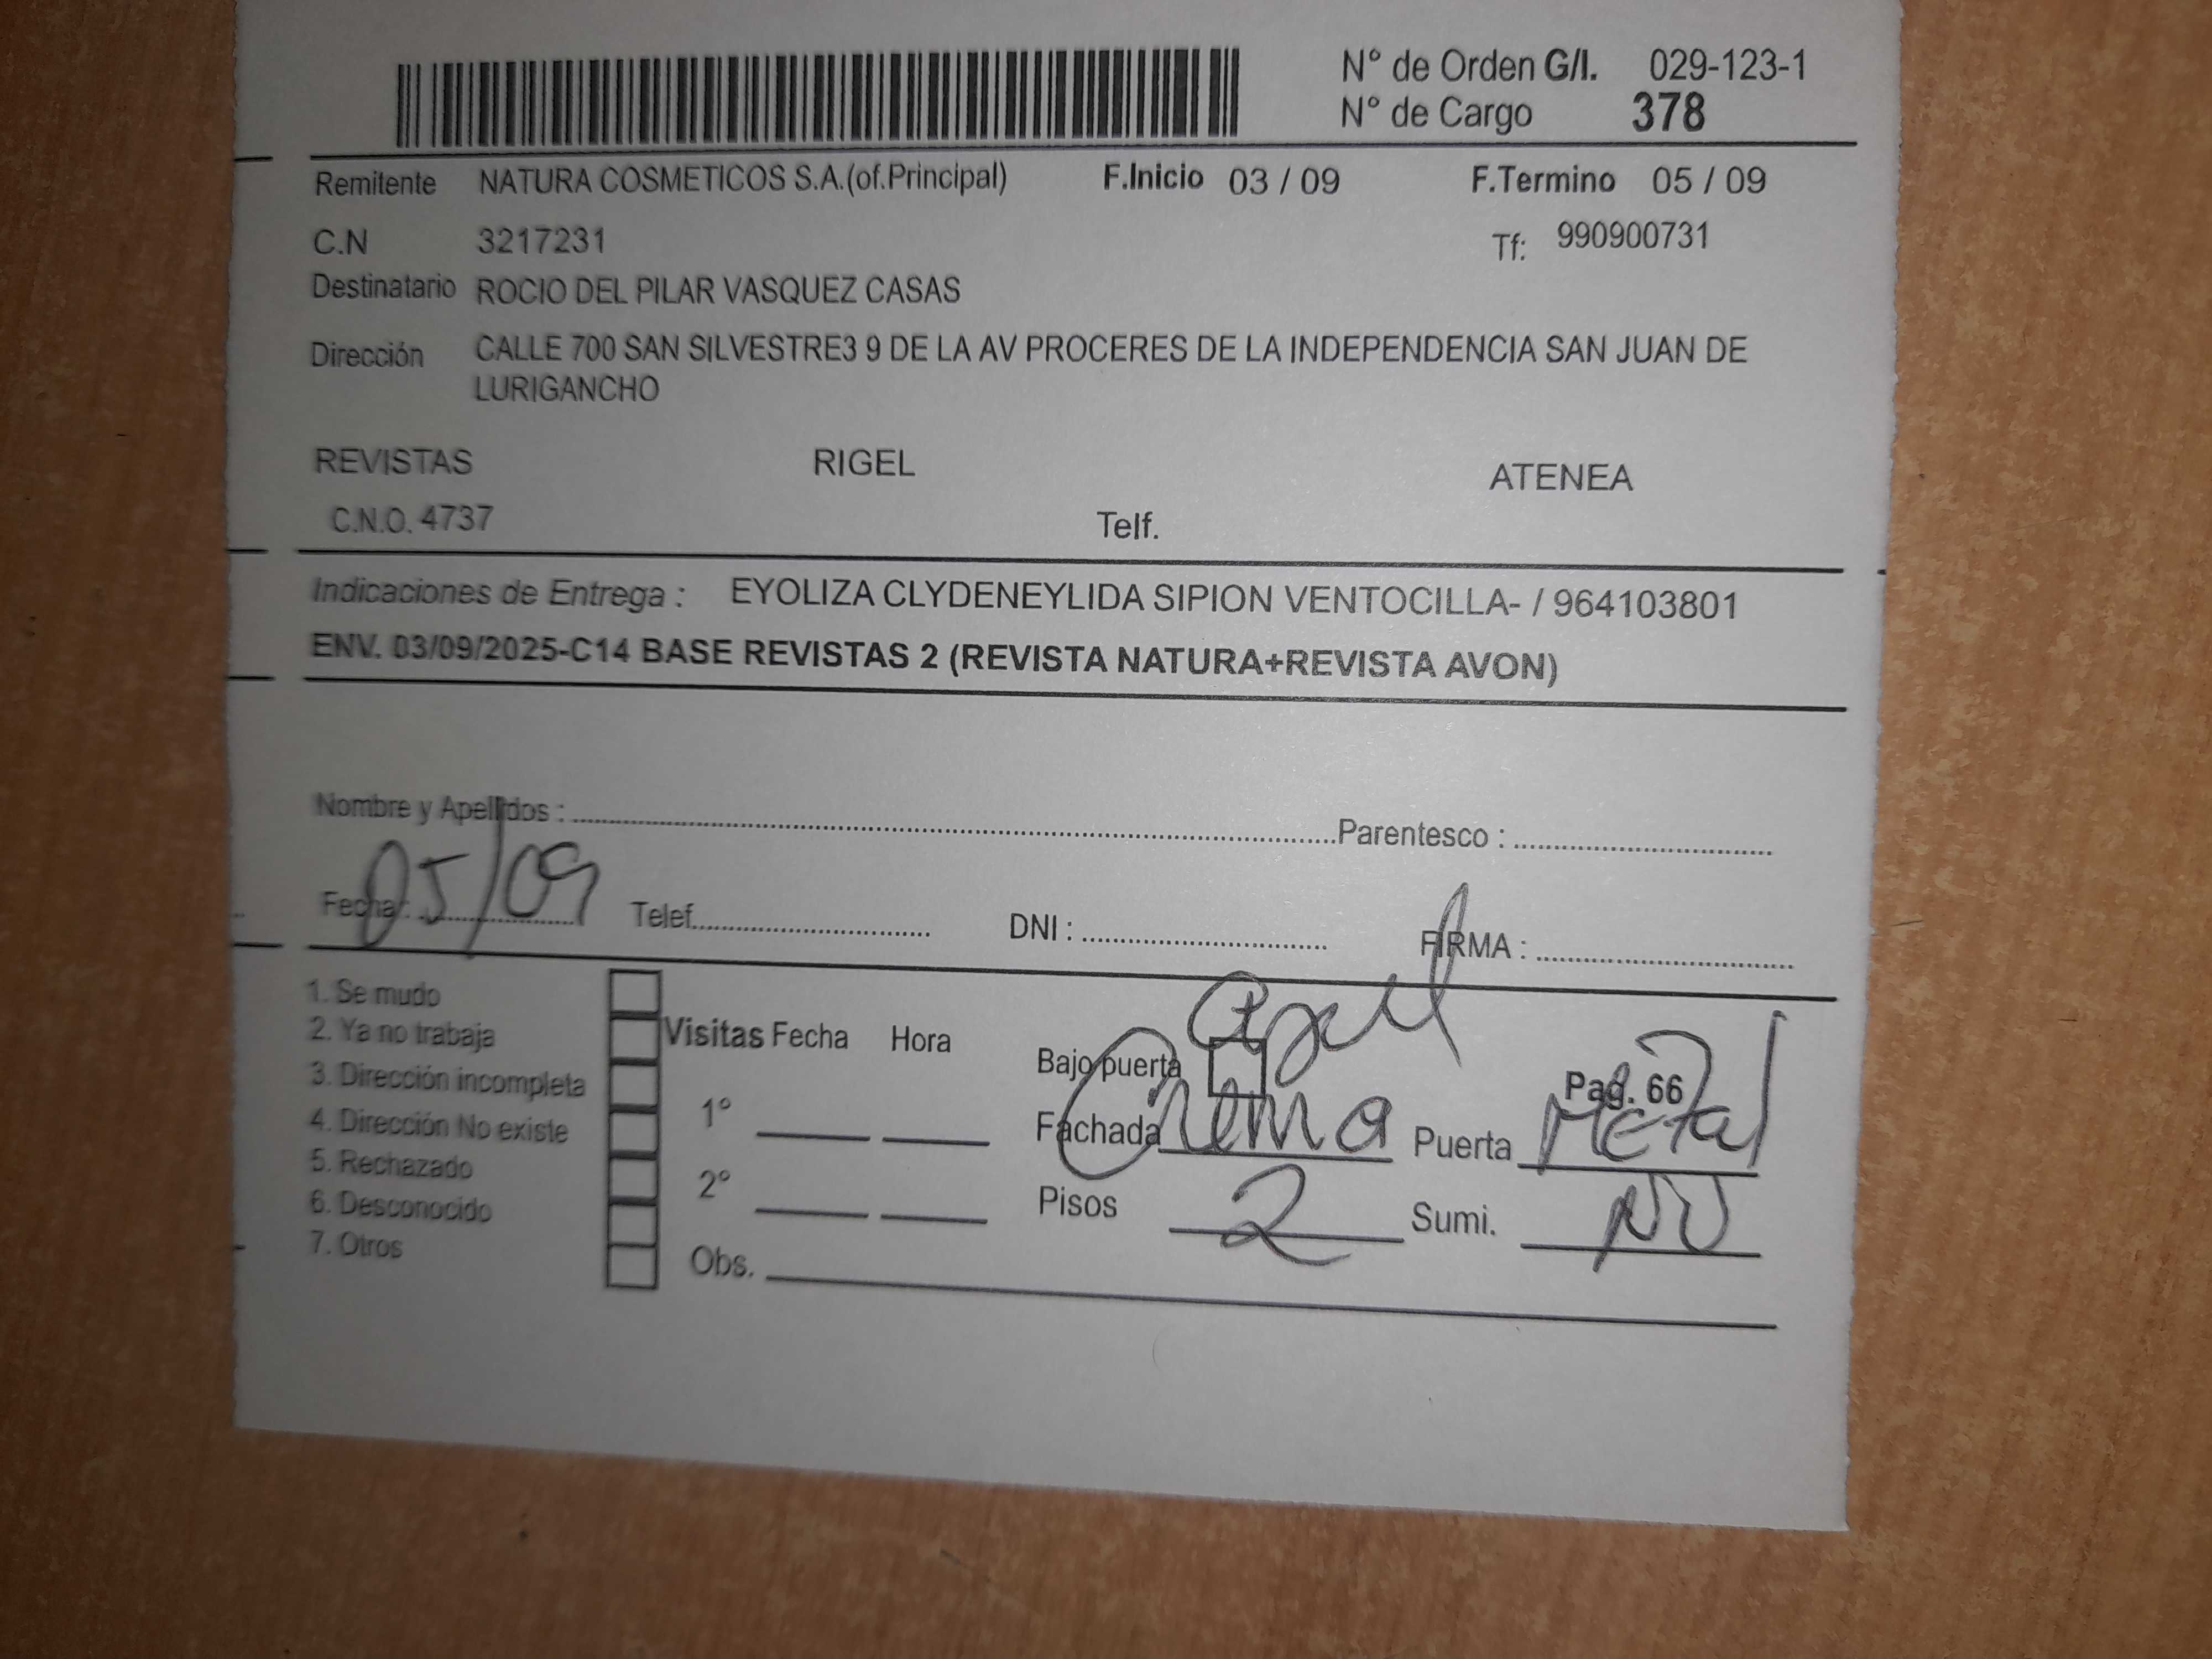 N° de Orden G/I. 029-123-1
N° de Cargo 378
Remitente NATURA COSMETICOS S.A.(of.Principal) F.Inicio 03 / 09 F.Termino 05 / 09
C.N 3217231 Tf: 990900731
Destinatario ROCIO DEL PILAR VASQUEZ CASAS
Dirección CALLE 700 SAN SILVESTRE3 9 DE LA AV PROCERES DE LA INDEPENDENCIA SAN JUAN DE
LURIGANCHO
REVISTAS RIGEL ATENEA
C.N.O. 4737 Telf.
Indicaciones de Entrega : EYOLIZA CLYDENEYLIDA SIPION VENTOCILLA- / 964103801
ENV. 03/09/2025-C14 BASE REVISTAS 2 (REVISTA NATURA+REVISTA AVON)
Nombre y Apellidos : Parentesco :
Fecha: 05/09 Telef. DNI : FIRMA :
1. Se mudo
2. Ya no trabaja Visitas Fecha Hora Bajo puerta Pag. 66
3. Dirección incompleta
4. Dirección No existe 1° Fachada Crema Puerta Metal
5. Rechazado
6. Desconocido 2° Pisos 2 Sumi. NO
7. Otros Obs.